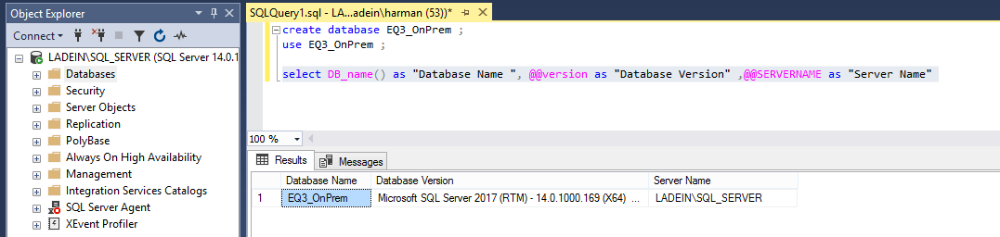 Object Explorer
Connect
LADEIN\SQL_SERVER (SQL Server 14.0.1
Databases
Security
Server Objects
Replication
PolyBase
Always On High Availability
Management
Integration Services Catalogs
SQL Server Agent
XEvent Profiler
SQLQuery1.sql - LA...adein\harman (53))*
create database EQ3_OnPrem ;
use EQ3_OnPrem ;
select DB_name() as "Database Name ", @@version as "Database Version" ,@@SERVERNAME as "Server Name"
100 %
Results Messages
Database Name Database Version Server Name
1 EQ3_OnPrem Microsoft SQL Server 2017 (RTM) - 14.0.1000.169 (X64) ... LADEIN\SQL_SERVER